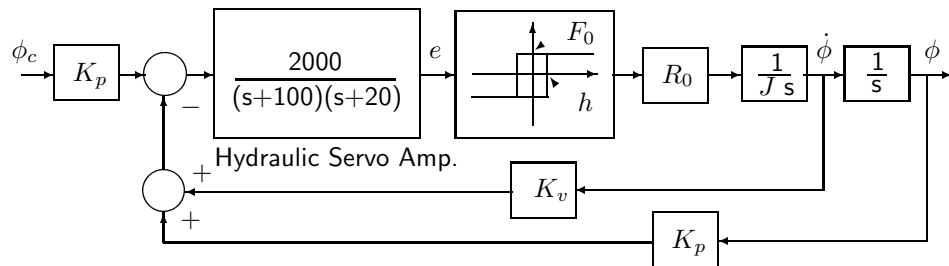 ϕ_c
K_p
−
2000
(s+100)(s+20)
Hydraulic Servo Amp.
e
F_0
h
R_0
1
J s
ϕ̇
1
s
ϕ
+
+
K_v
K_p